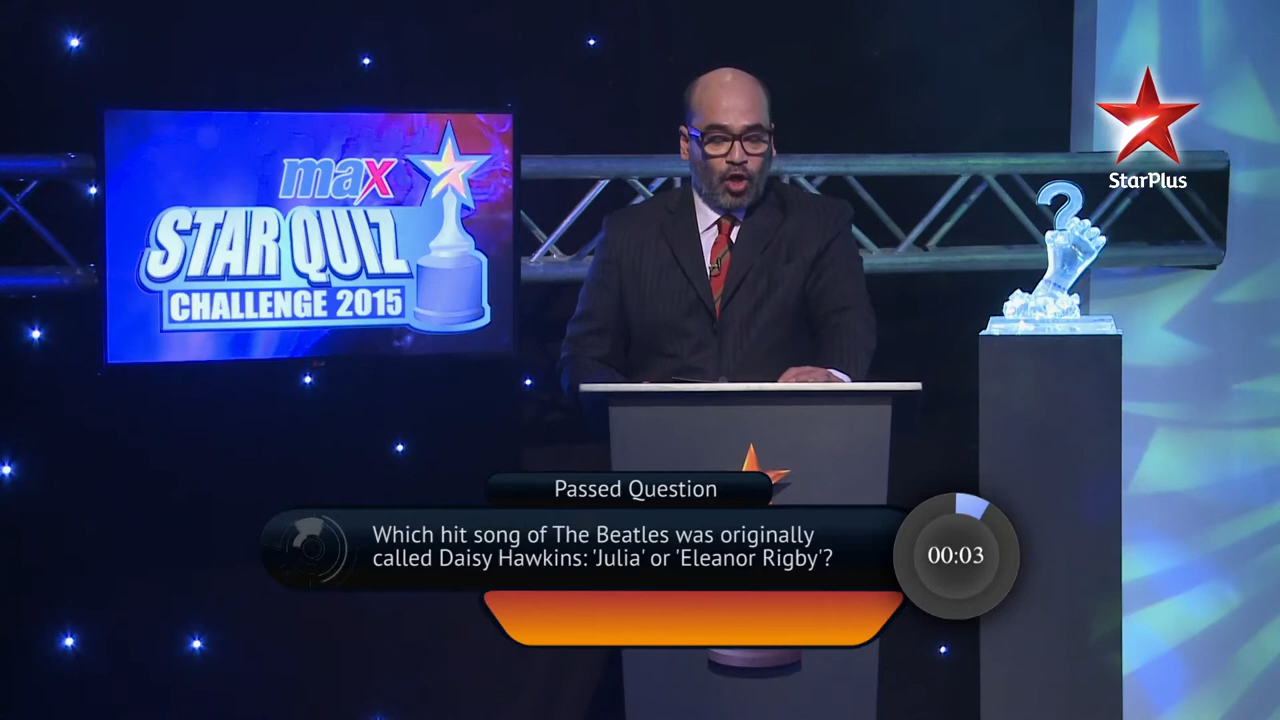 max
STAR QUIZ
CHALLENGE 2015
StarPlus
?
Passed Question
Which hit song of The Beatles was originally
called Daisy Hawkins: 'Julia' or 'Eleanor Rigby'?
00:03